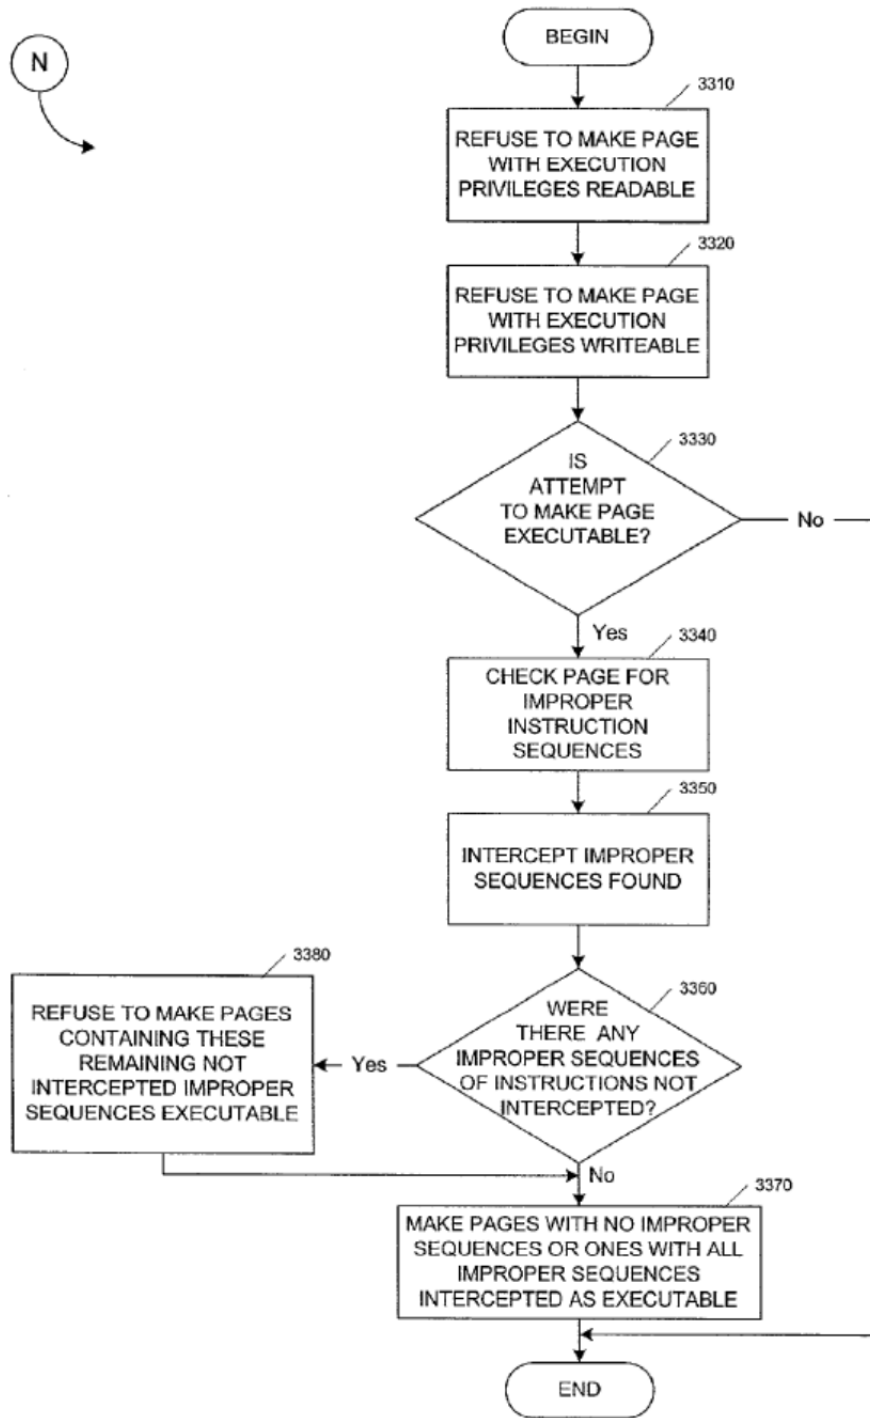 N
BEGIN
3310
REFUSE TO MAKE PAGE
WITH EXECUTION
PRIVILEGES READABLE
3320
REFUSE TO MAKE PAGE
WITH EXECUTION
PRIVILEGES WRITEABLE
3330
IS
ATTEMPT
TO MAKE PAGE
EXECUTABLE?
No
Yes
3340
CHECK PAGE FOR
IMPROPER
INSTRUCTION
SEQUENCES
3350
INTERCEPT IMPROPER
SEQUENCES FOUND
3360
WERE
THERE ANY
IMPROPER SEQUENCES
OF INSTRUCTIONS NOT
INTERCEPTED?
Yes
3380
REFUSE TO MAKE PAGES
CONTAINING THESE
REMAINING NOT
INTERCEPTED IMPROPER
SEQUENCES EXECUTABLE
No
3370
MAKE PAGES WITH NO IMPROPER
SEQUENCES OR ONES WITH ALL
IMPROPER SEQUENCES
INTERCEPTED AS EXECUTABLE
END